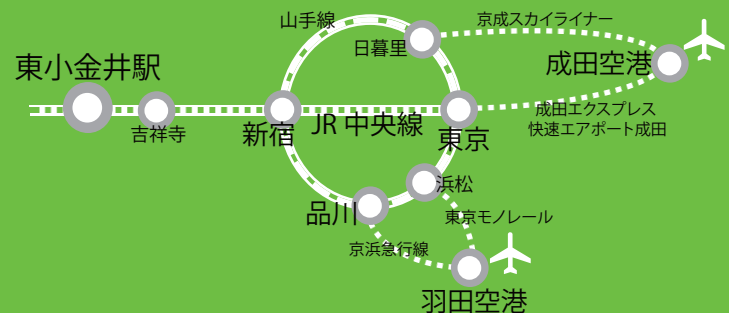 山手線
京成スカイライナー
日暮里
成田空港
東小金井駅
成田エクスプレス
快速エアポート成田
吉祥寺
新宿
JR 中央線
東京
浜松
品川
東京モノレール
京浜急行線
羽田空港